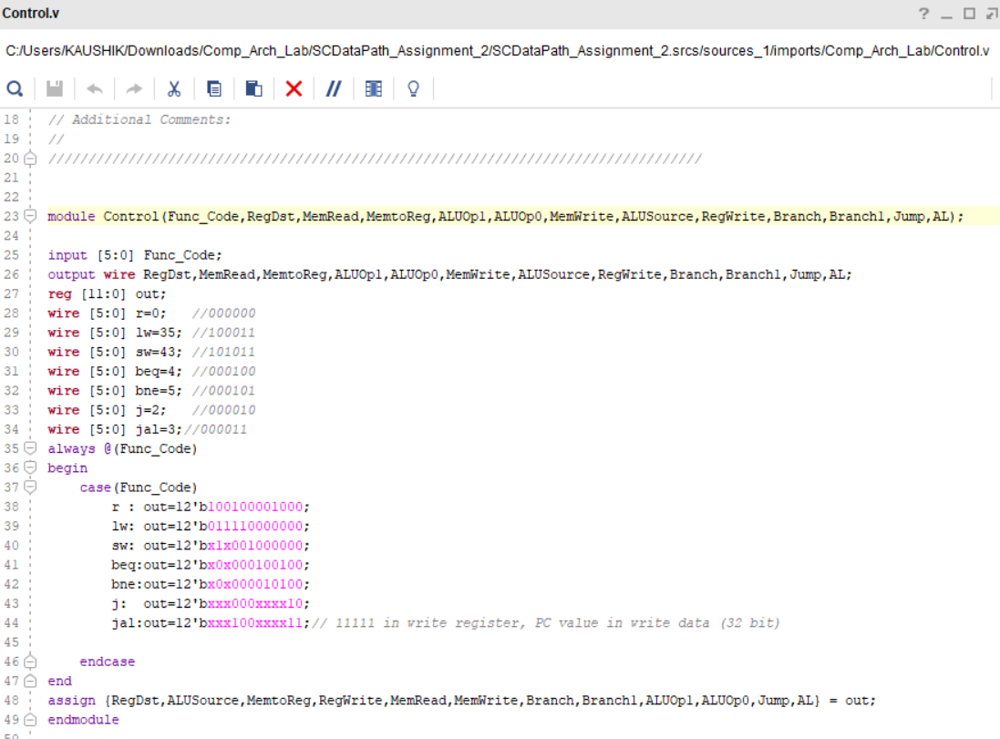 Control.v
C:/Users/KAUSHIK/Downloads/Comp_Arch_Lab/SCDataPath_Assignment_2/SCDataPath_Assignment_2.srcs/sources_1/imports/Comp_Arch_Lab/Control.v
18 // Additional Comments:
19 //
20 //////////////////////////////////////////////////////////////////////////////////
21
22
23 module Control(Func_Code,RegDst,MemRead,MemtoReg,ALUOp1,ALUOp0,MemWrite,ALUSource,RegWrite,Branch,Branch1,Jump,AL);
24
25 input [5:0] Func_Code;
26 output wire RegDst,MemRead,MemtoReg,ALUOp1,ALUOp0,MemWrite,ALUSource,RegWrite,Branch,Branch1,Jump,AL;
27 reg [11:0] out;
28 wire [5:0] r=0; //000000
29 wire [5:0] lw=35; //100011
30 wire [5:0] sw=43; //101011
31 wire [5:0] beq=4; //000100
32 wire [5:0] bne=5; //000101
33 wire [5:0] j=2; //000010
34 wire [5:0] jal=3;//000011
35 always @(Func_Code)
36 begin
37 case(Func_Code)
38 r : out=12'b100100001000;
39 lw: out=12'b011110000000;
40 sw: out=12'bx1x001000000;
41 beq:out=12'bx0x000100100;
42 bne:out=12'bx0x000010100;
43 j: out=12'bxxx000xxxx10;
44 jal:out=12'bxxx100xxxx11;// 11111 in write register, PC value in write data (32 bit)
45
46 endcase
47 end
48 assign {RegDst,ALUSource,MemtoReg,RegWrite,MemRead,MemWrite,Branch,Branch1,ALUOp1,ALUOp0,Jump,AL} = out;
49 endmodule
50